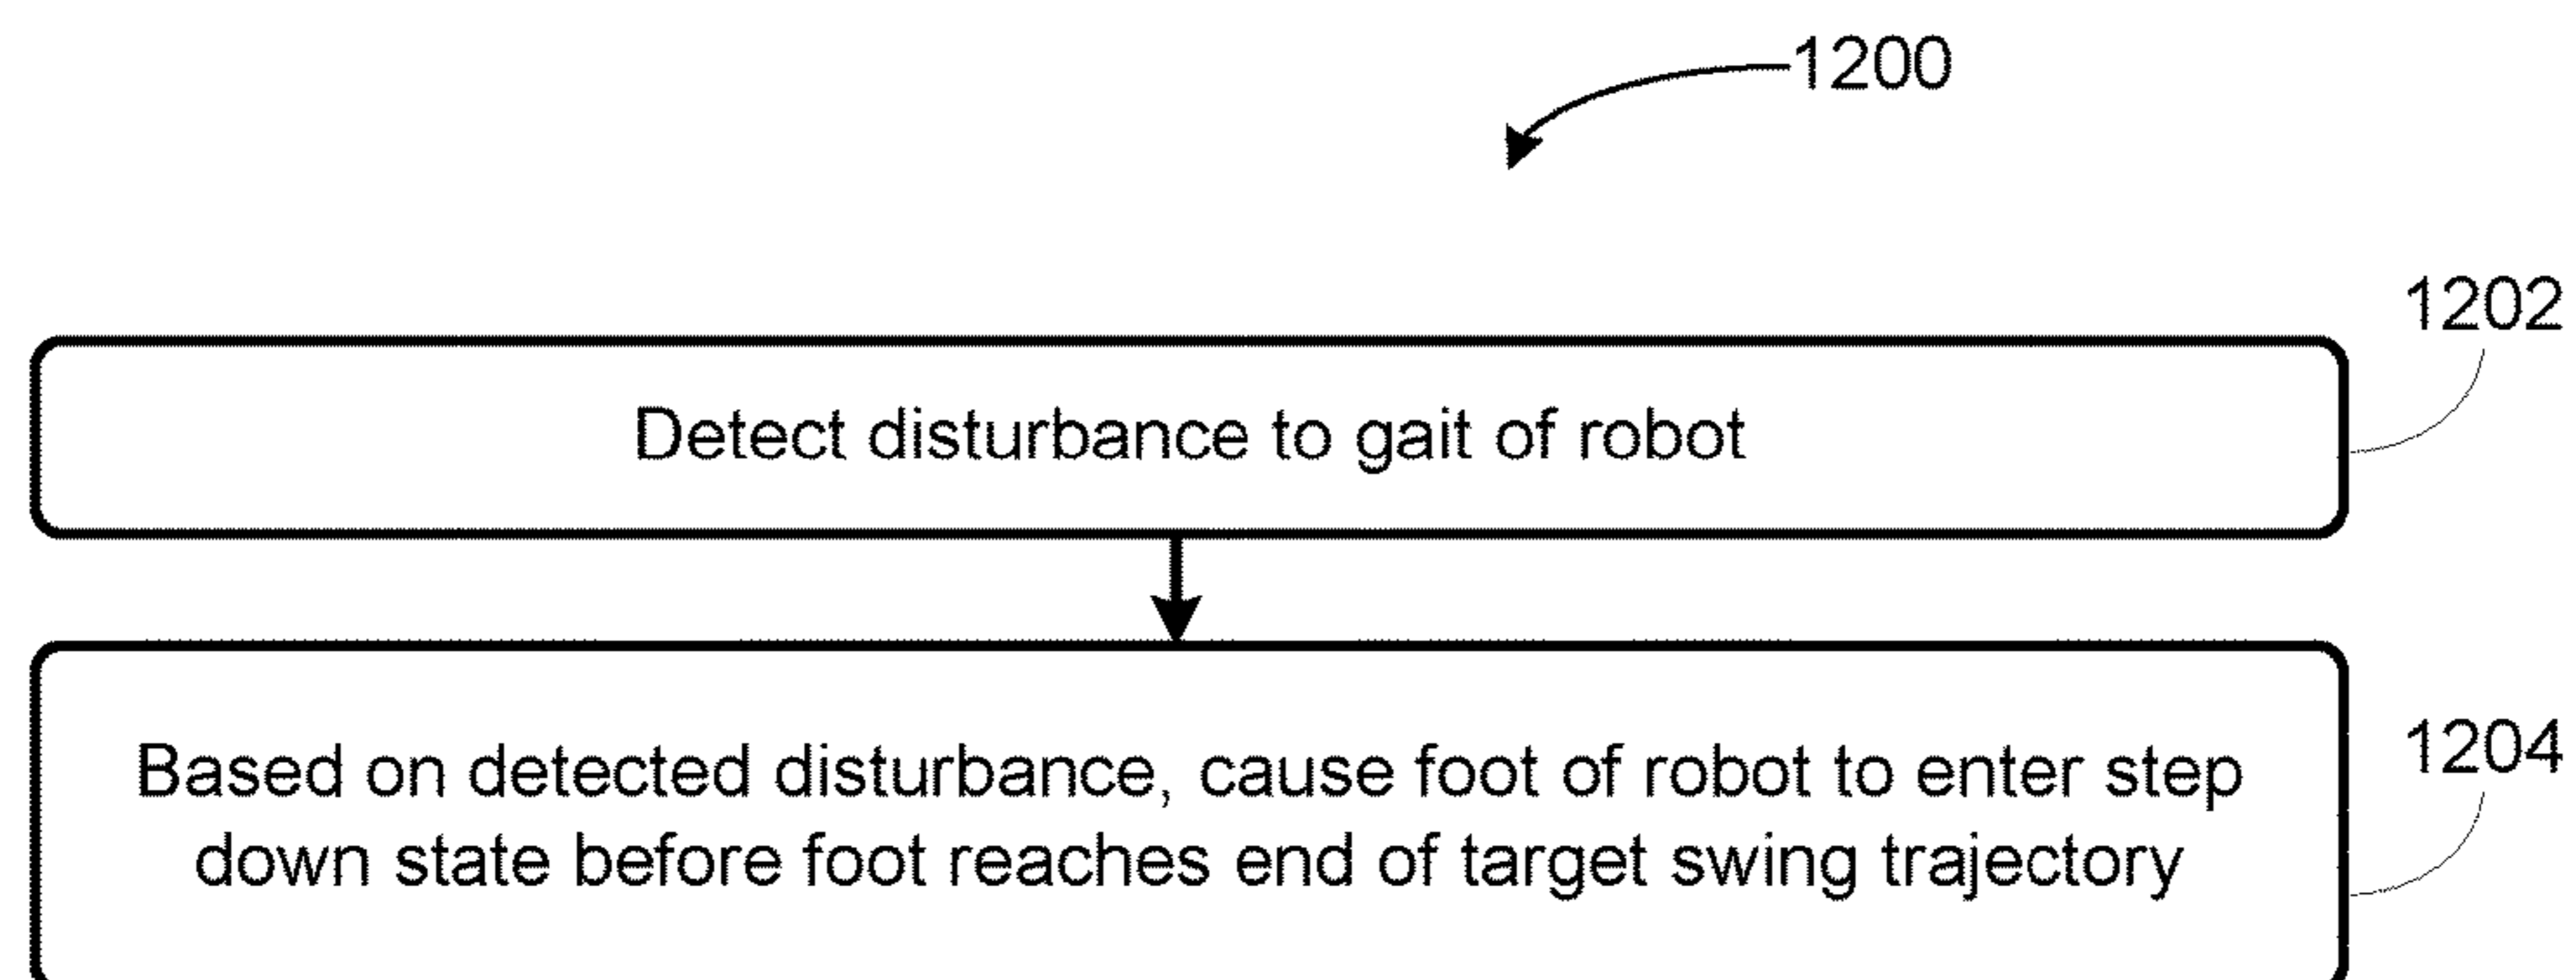 1200
1202
Detect disturbance to gait of robot
1204
Based on detected disturbance, cause foot of robot to enter step
down state before foot reaches end of target swing trajectory